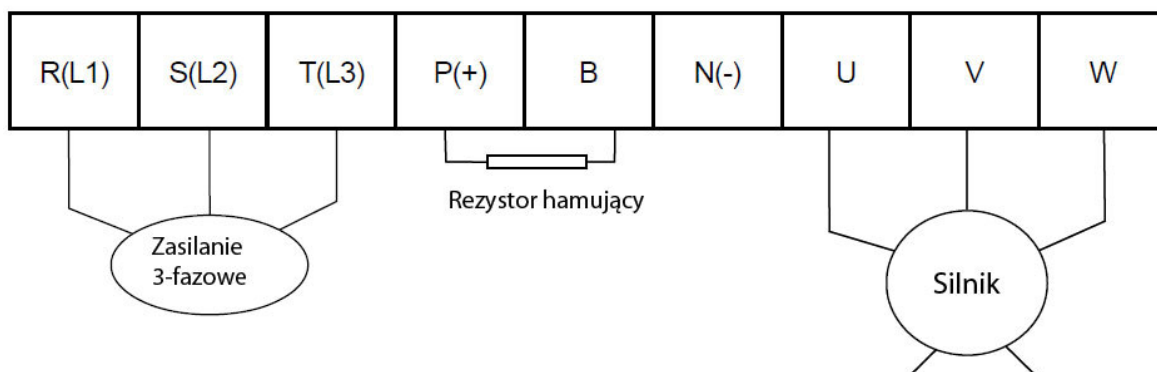 R(L1) S(L2) T(L3) P(+) B N(-) U V W
Rezystor hamujący
Zasilanie
3-fazowe
Silnik